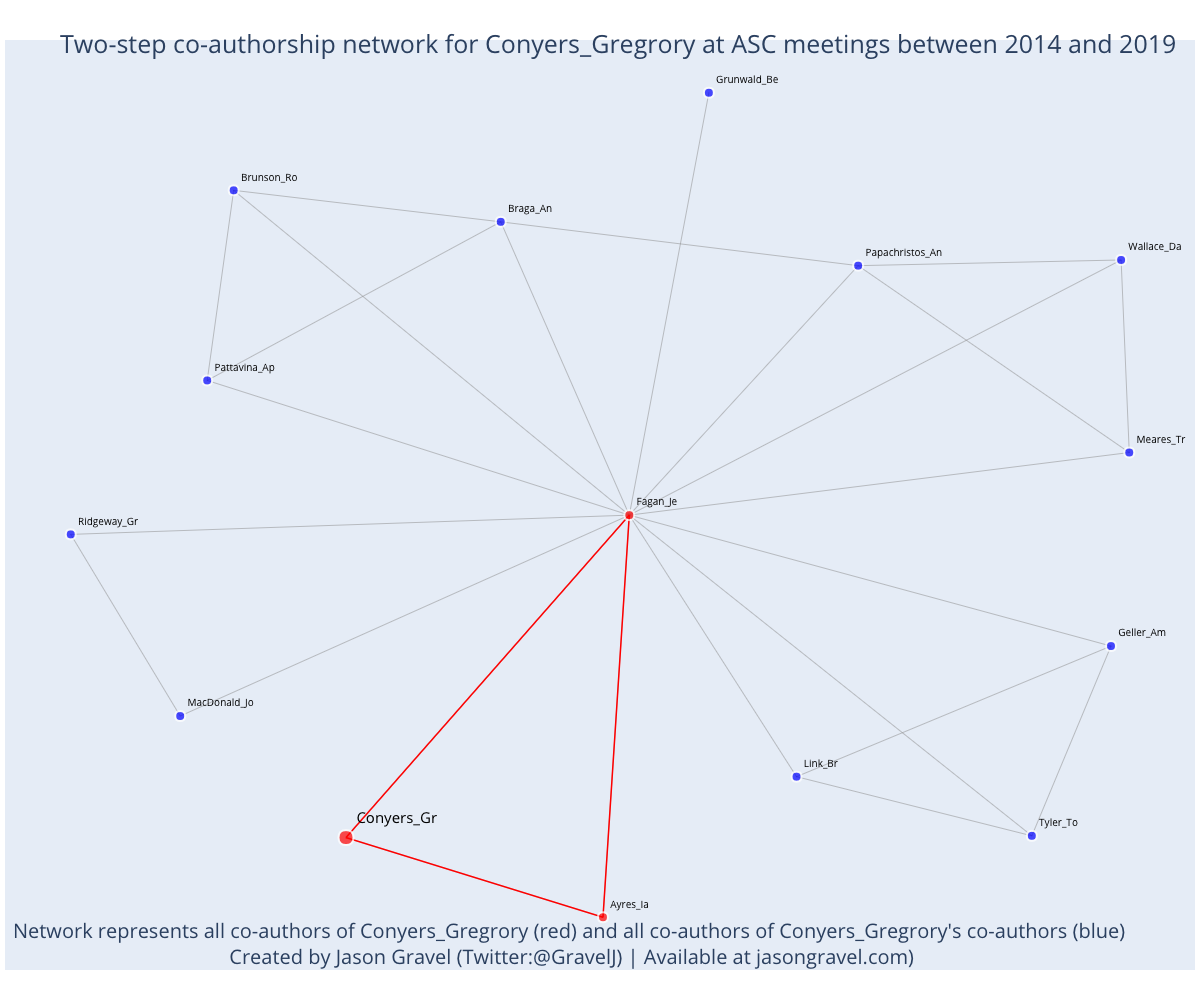 Two-step co-authorship network for Conyers_Gregrory at ASC meetings between 2014 and 2019
Grunwald_Be
Brunson_Ro
Braga_An
Papachristos_An
Wallace_Da
Pattavina_Ap
Meares_Tr
Fagan_Je
Ridgeway_Gr
Geller_Am
MacDonald_Jo
Link_Br
Conyers_Gr
Tyler_To
Ayres_Ia
Network represents all co-authors of Conyers_Gregrory (red) and all co-authors of Conyers_Gregrory's co-authors (blue)
Created by Jason Gravel (Twitter:@GravelJ) | Available at jasongravel.com)